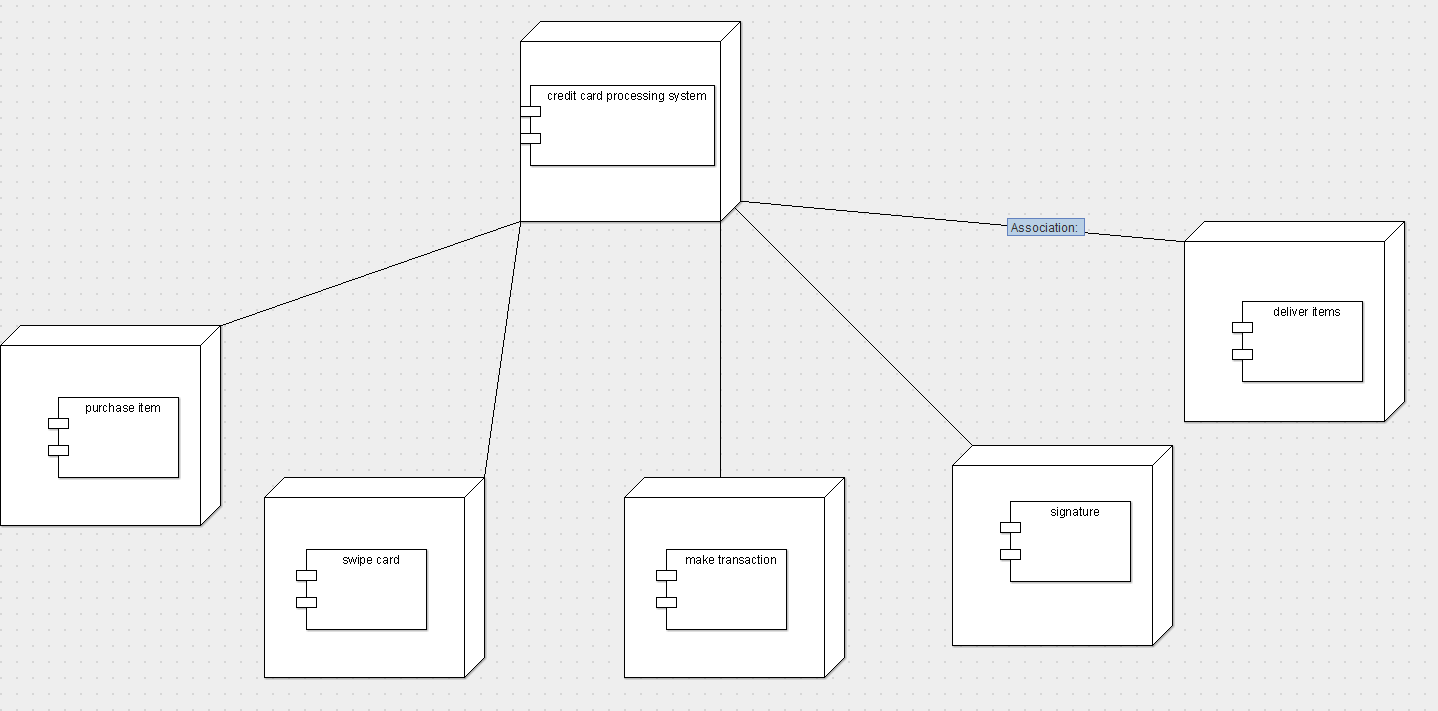 credit card processing system
Association:
deliver items
purchase item
signature
swipe card
make transaction